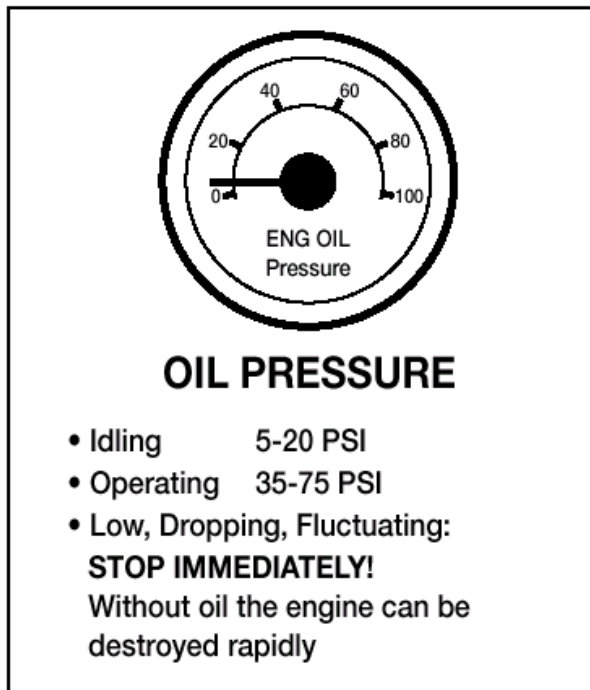 40 60
20 80
0 100
ENG OIL
Pressure
OIL PRESSURE
• Idling 5-20 PSI
• Operating 35-75 PSI
• Low, Dropping, Fluctuating:
STOP IMMEDIATELY!
Without oil the engine can be
destroyed rapidly